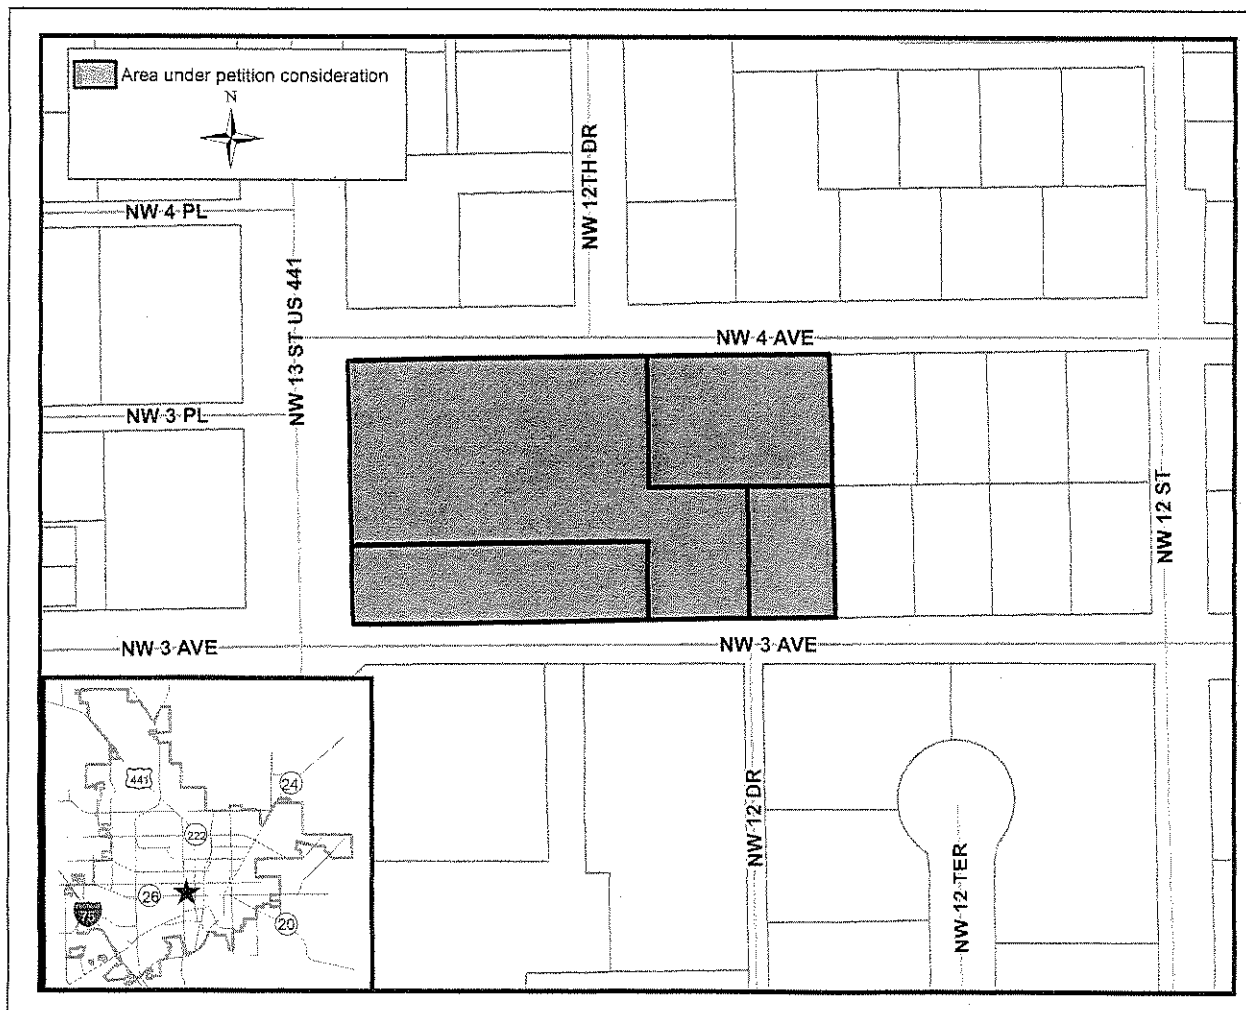 Area under petition consideration
N
NW 4 PL
NW 12TH DR
NW 13 ST US 441
NW 4 AVE
NW 3 PL
NW 12 ST
NW 3 AVE
NW 3 AVE
NW 12 DR
NW 12 TER
441
24
222
26
75
20